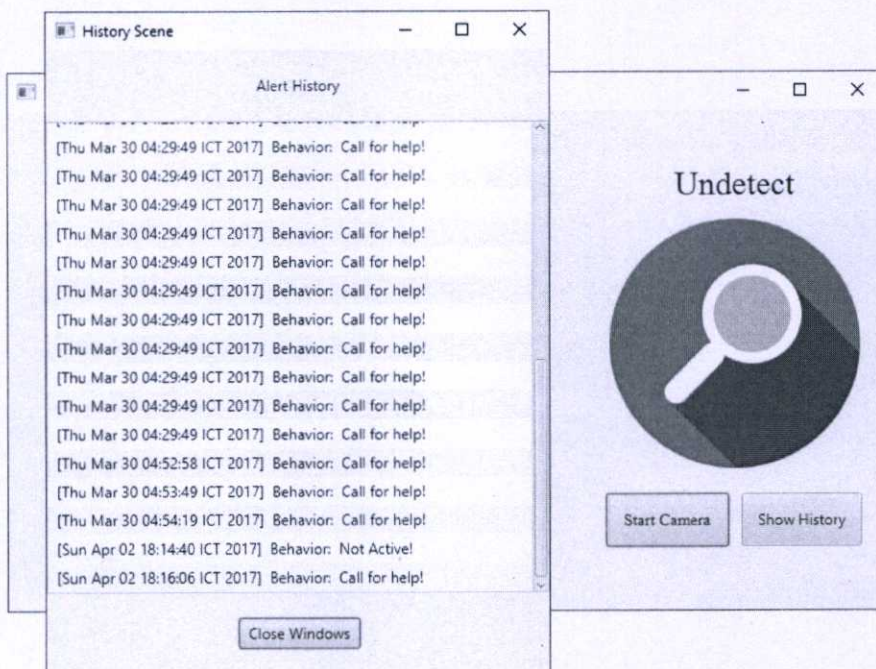 History Scene
Alert History
[Thu Mar 30 04:29:49 ICT 2017] Behavior: Call for help!
[Thu Mar 30 04:29:49 ICT 2017] Behavior: Call for help!
[Thu Mar 30 04:29:49 ICT 2017] Behavior: Call for help!
[Thu Mar 30 04:29:49 ICT 2017] Behavior: Call for help!
[Thu Mar 30 04:29:49 ICT 2017] Behavior: Call for help!
[Thu Mar 30 04:29:49 ICT 2017] Behavior: Call for help!
[Thu Mar 30 04:29:49 ICT 2017] Behavior: Call for help!
[Thu Mar 30 04:29:49 ICT 2017] Behavior: Call for help!
[Thu Mar 30 04:29:49 ICT 2017] Behavior: Call for help!
[Thu Mar 30 04:29:49 ICT 2017] Behavior: Call for help!
[Thu Mar 30 04:29:49 ICT 2017] Behavior: Call for help!
[Thu Mar 30 04:52:58 ICT 2017] Behavior: Call for help!
[Thu Mar 30 04:53:49 ICT 2017] Behavior: Call for help!
[Thu Mar 30 04:54:19 ICT 2017] Behavior: Call for help!
[Sun Apr 02 18:14:40 ICT 2017] Behavior: Not Active!
[Sun Apr 02 18:16:06 ICT 2017] Behavior: Call for help!
Close Windows
Undetect
Start Camera
Show History